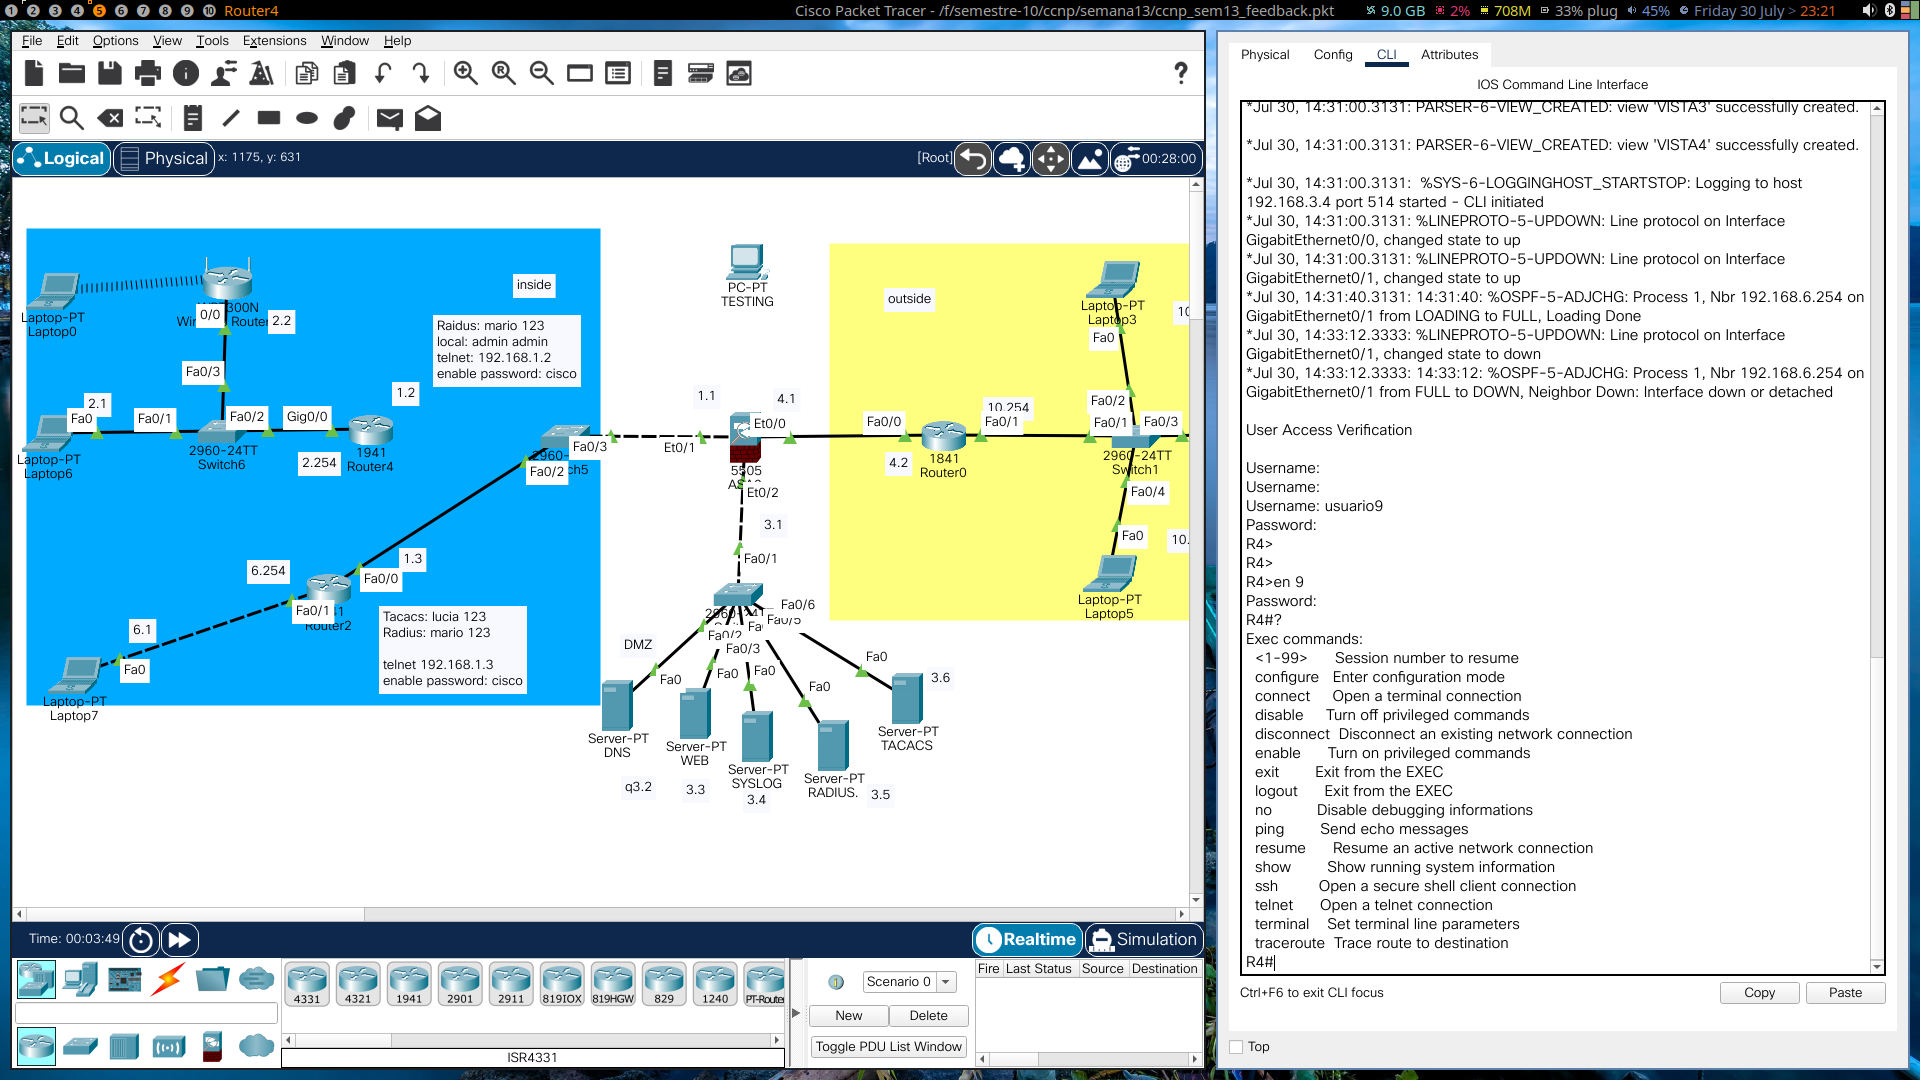 1 2 3 4 5 6 7 8 9 10 Router4
Cisco Packet Tracer - /f/semestre-10/ccnp/semana13/ccnp_sem13_feedback.pkt
9.0 GB 2% 708M 33% plug 45% Friday 30 July > 23:21
File Edit Options View Tools Extensions Window Help
Logical Physical x: 1175, y: 631
[Root] 00:28:00
inside
Raidus: mario 123
local: admin admin
telnet: 192.168.1.2
enable password: cisco
Laptop-PT
Laptop0
0/0
300N
Router
2.2
Fa0/3
2.1
Fa0
Fa0/1
Fa0/2
Gig0/0
1.2
Laptop-PT
Laptop6
2960-24TT
Switch6
2.254
1941
Router4
Fa0/3
Fa0/2
6.254
1.3
Fa0/0
Fa0/1
Router2
6.1
Fa0
Laptop-PT
Laptop7
Tacacs: lucia 123
Radius: mario 123
telnet 192.168.1.3
enable password: cisco
PC-PT
TESTING
1.1
4.1
Et0/1
Et0/0
5505
Et0/2
3.1
Fa0/1
Fa0/6
Fa0/5
Fa0/2
Fa0/3
DMZ
Fa0
Fa0
Fa0
Fa0
Fa0
3.6
Server-PT
DNS
Server-PT
WEB
Server-PT
SYSLOG
Server-PT
RADIUS.
Server-PT
TACACS
q3.2
3.3
3.4
3.5
outside
Laptop-PT
Laptop3
Fa0
10
10.254
Fa0/0
Fa0/1
4.2
1841
Router0
Fa0/2
Fa0/1
Fa0/3
2960-24TT
Switch1
Fa0/4
Fa0
10.
Laptop-PT
Laptop5
Time: 00:03:49
Realtime Simulation
4331 4321 1941 2901 2911 819IOX 819HGW 829 1240 PT-Route
ISR4331
Scenario 0
New Delete
Toggle PDU List Window
Fire Last Status Source Destination
Physical Config CLI Attributes
IOS Command Line Interface
*Jul 30, 14:31:00.3131: PARSER-6-VIEW_CREATED: view 'VISTA3' successfully created.
*Jul 30, 14:31:00.3131: PARSER-6-VIEW_CREATED: view 'VISTA4' successfully created.
*Jul 30, 14:31:00.3131: %SYS-6-LOGGINGHOST_STARTSTOP: Logging to host
192.168.3.4 port 514 started - CLI initiated
*Jul 30, 14:31:00.3131: %LINEPROTO-5-UPDOWN: Line protocol on Interface
GigabitEthernet0/0, changed state to up
*Jul 30, 14:31:00.3131: %LINEPROTO-5-UPDOWN: Line protocol on Interface
GigabitEthernet0/1, changed state to up
*Jul 30, 14:31:40.3131: 14:31:40: %OSPF-5-ADJCHG: Process 1, Nbr 192.168.6.254 on
GigabitEthernet0/1 from LOADING to FULL, Loading Done
*Jul 30, 14:33:12.3333: %LINEPROTO-5-UPDOWN: Line protocol on Interface
GigabitEthernet0/1, changed state to down
*Jul 30, 14:33:12.3333: 14:33:12: %OSPF-5-ADJCHG: Process 1, Nbr 192.168.6.254 on
GigabitEthernet0/1 from FULL to DOWN, Neighbor Down: Interface down or detached
User Access Verification
Username:
Username:
Username: usuario9
Password:
R4>
R4>
R4>en 9
Password:
R4#?
Exec commands:
<1-99> Session number to resume
configure Enter configuration mode
connect Open a terminal connection
disable Turn off privileged commands
disconnect Disconnect an existing network connection
enable Turn on privileged commands
exit Exit from the EXEC
logout Exit from the EXEC
no Disable debugging informations
ping Send echo messages
resume Resume an active network connection
show Show running system information
ssh Open a secure shell client connection
telnet Open a telnet connection
terminal Set terminal line parameters
traceroute Trace route to destination
R4#
Ctrl+F6 to exit CLI focus
Copy Paste
Top